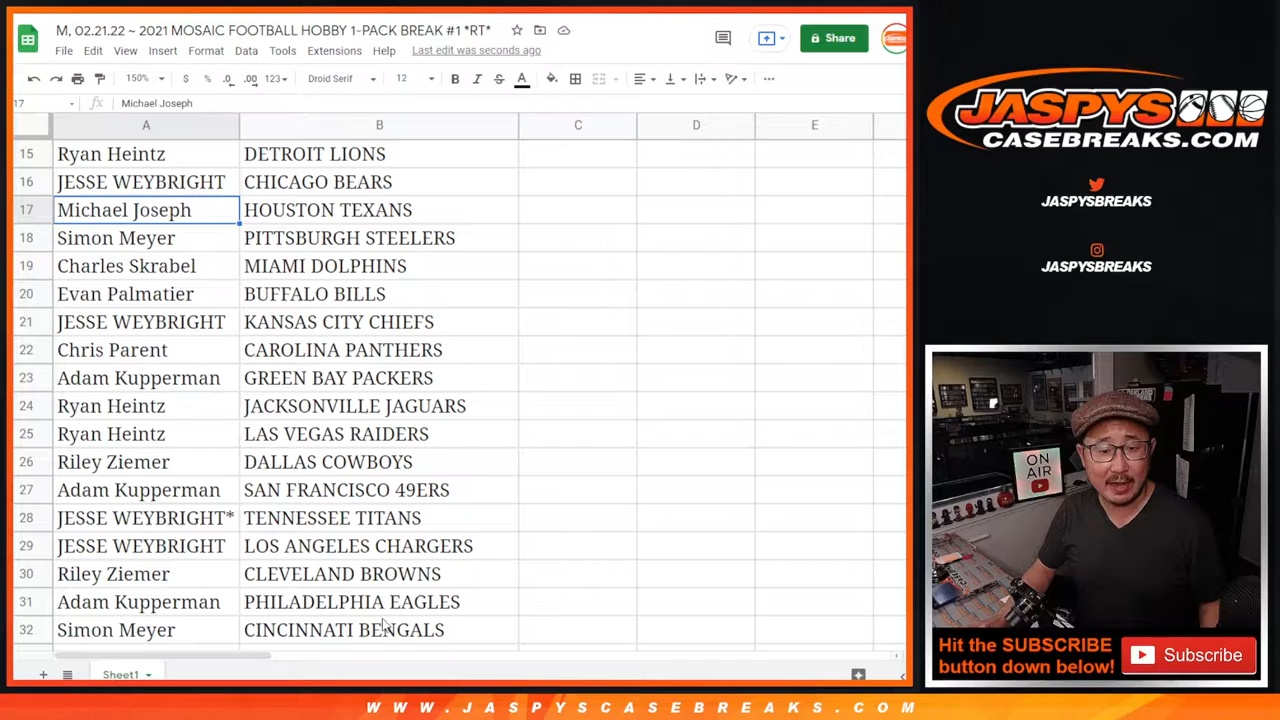 M, 02.21.22 ~ 2021 MOSAIC FOOTBALL HOBBY 1-PACK BREAK #1 *RT*
File Edit View Insert Format Data Tools Extensions Help Last edit was seconds ago
Share
150% $ % .0 .00 123 Droid Serif 12 B I S A
17 fx Michael Joseph
A B C D E
15 Ryan Heintz DETROIT LIONS
16 JESSE WEYBRIGHT CHICAGO BEARS
17 Michael Joseph HOUSTON TEXANS
18 Simon Meyer PITTSBURGH STEELERS
19 Charles Skrabel MIAMI DOLPHINS
20 Evan Palmatier BUFFALO BILLS
21 JESSE WEYBRIGHT KANSAS CITY CHIEFS
22 Chris Parent CAROLINA PANTHERS
23 Adam Kupperman GREEN BAY PACKERS
24 Ryan Heintz JACKSONVILLE JAGUARS
25 Ryan Heintz LAS VEGAS RAIDERS
26 Riley Ziemer DALLAS COWBOYS
27 Adam Kupperman SAN FRANCISCO 49ERS
28 JESSE WEYBRIGHT* TENNESSEE TITANS
29 JESSE WEYBRIGHT LOS ANGELES CHARGERS
30 Riley Ziemer CLEVELAND BROWNS
31 Adam Kupperman PHILADELPHIA EAGLES
32 Simon Meyer CINCINNATI BENGALS
Sheet1
JASPYS
CASEBREAKS.COM
JASPYSBREAKS
JASPYSBREAKS
ON
AIR
Hit the SUBSCRIBE
button down below!
Subscribe
WWW.JASPYSCASEBREAKS.COM